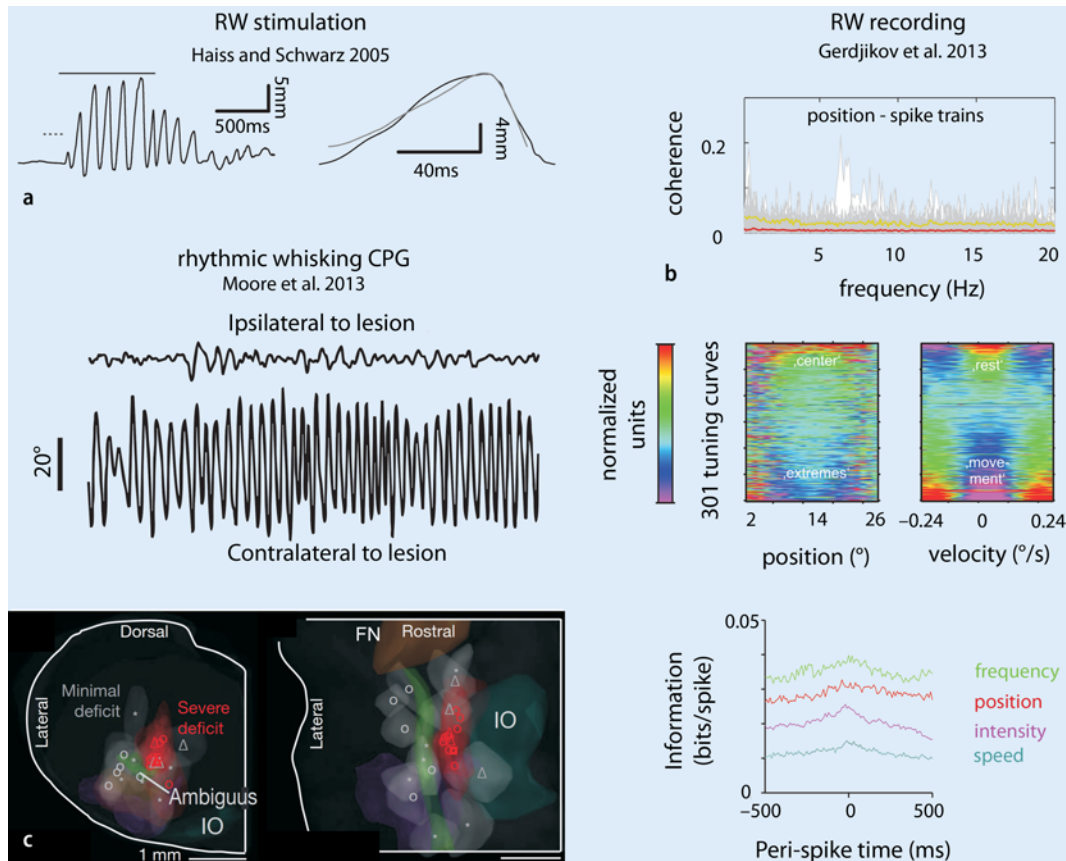 RW stimulation
Haiss and Schwarz 2005
5mm
500ms
4mm
40ms
a
RW recording
Gerdjikov et al. 2013
position - spike trains
0.2
coherence
0
5
10
15
20
b
frequency (Hz)
rhythmic whisking CPG
Moore et al. 2013
Ipsilateral to lesion
20°
Contralateral to lesion
normalized
units
301 tuning curves
‚center‘
‚extremes‘
2
14
26
position (°)
‚rest‘
‚move-
ment‘
−0.24
0
0.24
velocity (°/s)
Dorsal
Lateral
Minimal
deficit
Severe
deficit
Ambiguus
IO
c
1 mm
FN
Rostral
Lateral
IO
0.05
Information
(bits/spike)
0
frequency
position
intensity
speed
−500
0
500
Peri-spike time (ms)